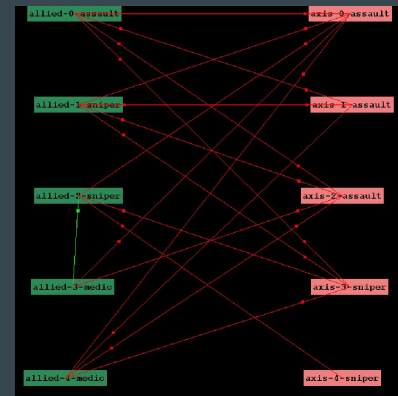 allied-0-assault axis-0-assault
allied-1-sniper axis-1-assault
allied-2-sniper axis-2-assault
allied-3-medic axis-3-sniper
allied-4-medic axis-4-sniper